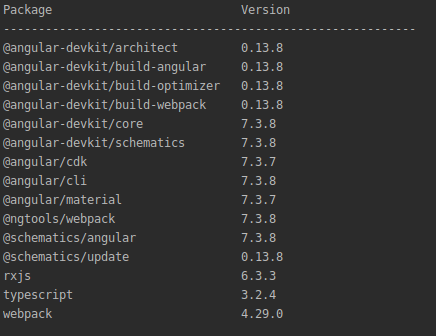 Package                           Version
-----------------------------------------------------------
@angular-devkit/architect         0.13.8
@angular-devkit/build-angular     0.13.8
@angular-devkit/build-optimizer   0.13.8
@angular-devkit/build-webpack     0.13.8
@angular-devkit/core              7.3.8
@angular-devkit/schematics        7.3.8
@angular/cdk                      7.3.7
@angular/cli                      7.3.8
@angular/material                 7.3.7
@ngtools/webpack                  7.3.8
@schematics/angular               7.3.8
@schematics/update                0.13.8
rxjs                              6.3.3
typescript                        3.2.4
webpack                           4.29.0